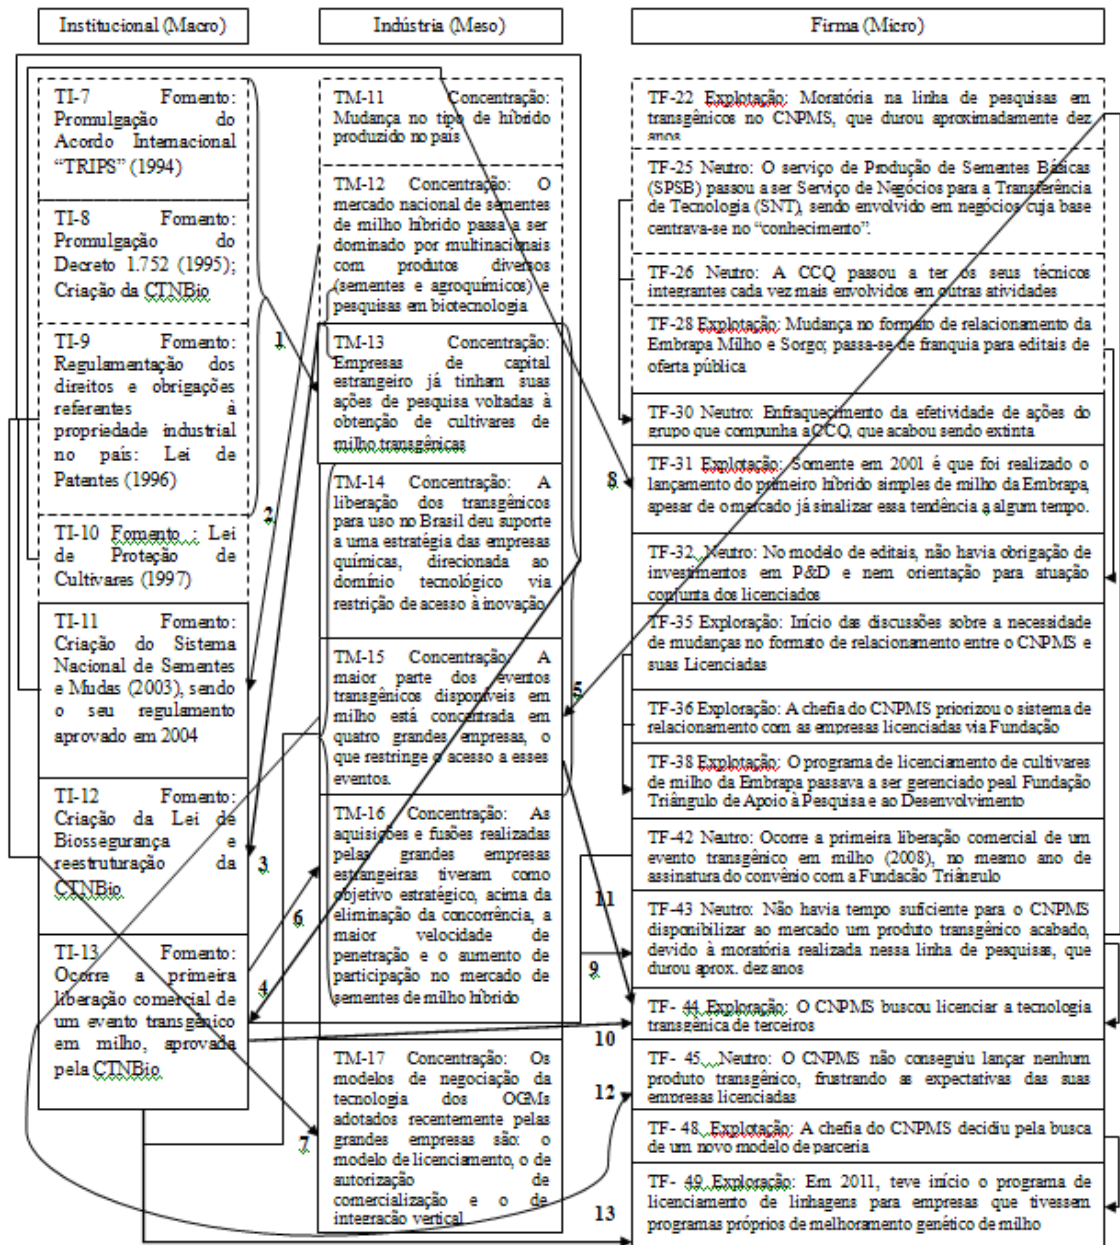 Institucional (Macro)
Indústria (Meso)
Firma (Micro)
TI-7 Fomento:
Promulgação do
Acordo Internacional
“TRIPS” (1994)
TI-8 Fomento:
Promulgação do
Decreto 1.752 (1995);
Criação da CTNBio
TI-9 Fomento:
Regulamentação dos
direitos e obrigações
referentes à
propriedade industrial
no país: Lei de
Patentes (1996)
TI-10 Fomento : Lei
de Proteção de
Cultivares (1997)
TI-11 Fomento:
Criação do Sistema
Nacional de Sementes
e Mudas (2003), sendo
o seu regulamento
aprovado em 2004
TI-12 Fomento:
Criação da Lei de
Biossegurança e
reestruturação da
CTNBio
TI-13 Fomento:
Ocorre a primeira
liberação comercial de
um evento transgênico
em milho, aprovada
pela CTNBio
1
2
3
4
6
7
TM-11 Concentração:
Mudança no tipo de híbrido
produzido no país
TM-12 Concentração: O
mercado nacional de sementes
de milho híbrido passa a ser
dominado por multinacionais
com produtos diversos
(sementes e agroquímicos) e
pesquisas em biotecnologia
TM-13 Concentração:
Empresas de capital
estrangeiro já tinham suas
ações de pesquisa voltadas à
obtenção de cultivares de
milho transgênicas
TM-14 Concentração: A
liberação dos transgênicos
para uso no Brasil deu suporte
a uma estratégia das empresas
químicas, direcionada ao
domínio tecnológico via
restrição de acesso à inovação
TM-15 Concentração: A
maior parte dos eventos
transgênicos disponíveis em
milho está concentrada em
quatro grandes empresas, o
que restringe o acesso a esses
eventos.
TM-16 Concentração: As
aquisições e fusões realizadas
pelas grandes empresas
estrangeiras tiveram como
objetivo estratégico, acima da
eliminação da concorrência, a
maior velocidade de
penetração e o aumento de
participação no mercado de
sementes de milho híbrido
TM-17 Concentração: Os
modelos de negociação da
tecnologia dos OGMs
adotados recentemente pelas
grandes empresas são: o
modelo de licenciamento, o de
autorização de
comercialização e o de
integração vertical
8
5
11
9
10
12
13
TF-22 Explotação: Moratória na linha de pesquisas em
transgênicos no CNPMS, que durou aproximadamente dez
anos
TF-25 Neutro: O serviço de Produção de Sementes Básicas
(SPSB) passou a ser Serviço de Negócios para a Transferência
de Tecnologia (SNT), sendo envolvido em negócios cuja base
centrava-se no “conhecimento”.
TF-26 Neutro: A CCQ passou a ter os seus técnicos
integrantes cada vez mais envolvidos em outras atividades
TF-28 Explotação: Mudança no formato de relacionamento da
Embrapa Milho e Sorgo; passa-se de franquia para editais de
oferta pública
TF-30 Neutro: Enfraquecimento da efetividade de ações do
grupo que compunha a CCQ, que acabou sendo extinta
TF-31 Explotação: Somente em 2001 é que foi realizado o
lançamento do primeiro híbrido simples de milho da Embrapa,
apesar de o mercado já sinalizar essa tendência a algum tempo.
TF-32 Neutro: No modelo de editais, não havia obrigação de
investimentos em P&D e nem orientação para atuação
conjunta dos licenciados
TF-35 Exploração: Início das discussões sobre a necessidade
de mudanças no formato de relacionamento entre o CNPMS e
suas Licenciadas
TF-36 Exploração: A chefia do CNPMS priorizou o sistema de
relacionamento com as empresas licenciadas via Fundação
TF-38 Explotação: O programa de licenciamento de cultivares
de milho da Embrapa passava a ser gerenciado peal Fundação
Triângulo de Apoio à Pesquisa e ao Desenvolvimento
TF-42 Neutro: Ocorre a primeira liberação comercial de um
evento transgênico em milho (2008), no mesmo ano de
assinatura do convênio com a Fundação Triângulo
TF-43 Neutro: Não havia tempo suficiente para o CNPMS
disponibilizar ao mercado um produto transgênico acabado,
devido à moratória realizada nessa linha de pesquisas, que
durou aprox. dez anos
TF- 44 Exploração: O CNPMS buscou licenciar a tecnologia
transgênica de terceiros
TF- 45 Neutro: O CNPMS não conseguiu lançar nenhum
produto transgênico, frustrando as expectativas das suas
empresas licenciadas
TF- 48 Explotação: A chefia do CNPMS decidiu pela busca
de um novo modelo de parceria
TF- 49 Exploração: Em 2011, teve início o programa de
licenciamento de linhagens para empresas que tivessem
programas próprios de melhoramento genético de milho